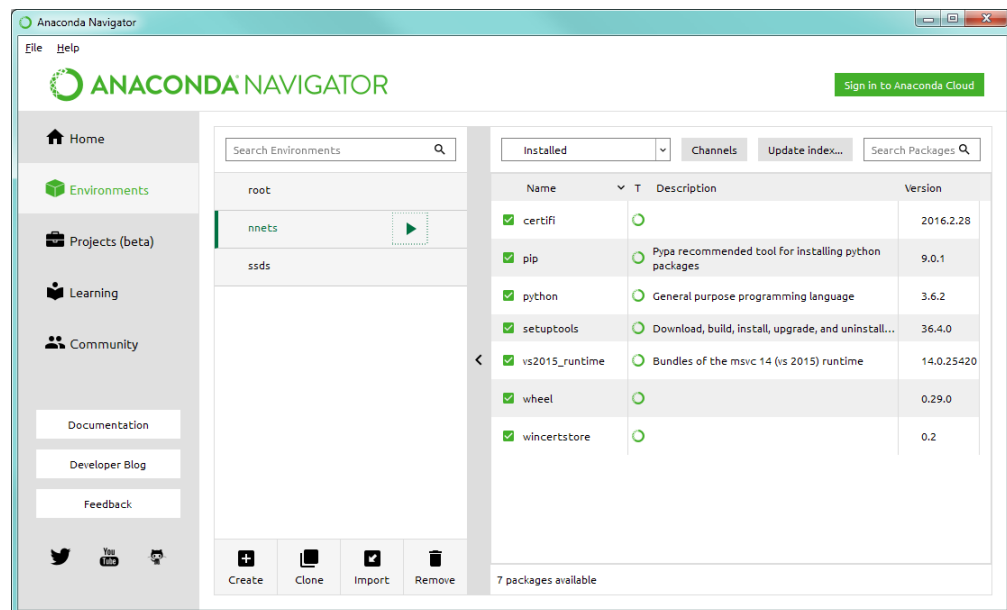 Anaconda Navigator
File Help
ANACONDA NAVIGATOR
Sign in to Anaconda Cloud
Home
Environments
Projects (beta)
Learning
Community
Documentation
Developer Blog
Feedback
You
Tube
Search Environments
root
nnets
ssds
Create Clone Import Remove
Installed Channels Update index... Search Packages
Name T Description Version
certifi 2016.2.28
pip Pypa recommended tool for installing python
packages 9.0.1
python General purpose programming language 3.6.2
setuptools Download, build, install, upgrade, and uninstall... 36.4.0
vs2015_runtime Bundles of the msvc 14 (vs 2015) runtime 14.0.25420
wheel 0.29.0
wincertstore 0.2
7 packages available